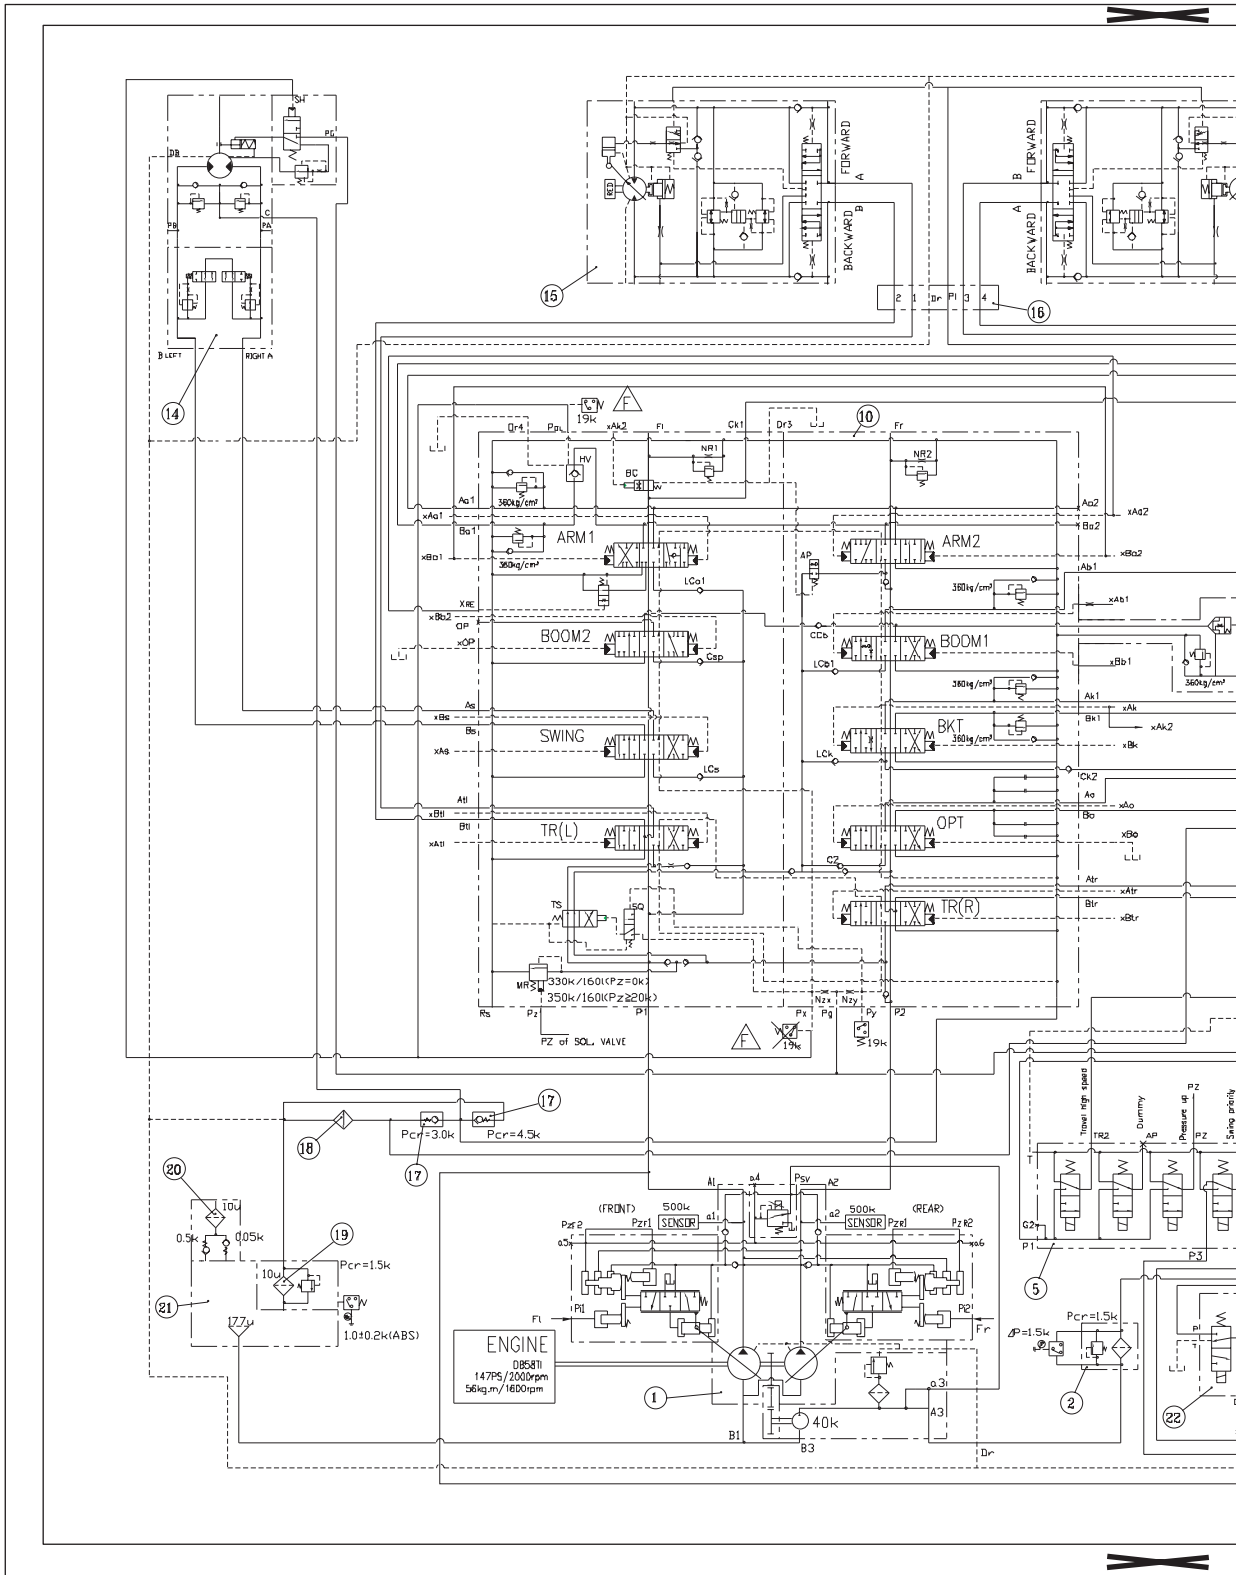 SH
PG
DB
C
PB
PA
B LEFT
RIGHT A
14
RED
FORWARD
A
B
BACKWARD
15
FORWARD
B
A
BACKWARD
2 1 Dr Pi 3 4
16
19k
F
10
Dr4
xAk2
Fl
Ck1
Dr3
Fr
NR1
NR2
HV
BC
360kg/cm²
Aa1
xAa1
Ba1
xBa1
360kg/cm²
ARM1
ARM2
Aa2
xAa2
Ba2
xBa2
AP
LCa1
Ab1
360kg/cm²
xAb1
XRE
xBb2
OP
xOP
BOOM2
Csp
CCb
LCb1
BOOM1
xBb1
360kg/cm²
360kg/cm²
As
xBs
Bs
xAs
SWING
LCs
BKT
LCk
360kg/cm²
Ak1
xAk
Bk1
xAk2
xBk
Ck2
Atl
xBtl
Btl
xAtl
TR(L)
OPT
Ao
xAo
Bo
xBo
C2
Atr
xAtr
Btr
xBtr
TR(R)
TS
SQ
MR
330k/160l(Pz=0k)
350k/160l(Pz≥20k)
Nzx
Nzy
Rs
Pz
P1
Px
Pg
Py
P2
PZ of SOL. VALVE
F
19k
19k
17
18
Pcr=3.0k
Pcr=4.5k
17
Travel high speed
Dummy
Pressure up
Swing priority
PZ
TR2
AP
PZ
G2
P1
P3
5
20
10u
0.5k
0.05k
19
Pcr=1.5k
10u
21
177u
1.0±0.2k(ABS)
A1
a4
Psv
A2
(FRONT)
500k
SENSOR
a1
a2
500k
SENSOR
(REAR)
PzF2
PzF1
PzR1
PzR2
a5
a6
Pi1
Pi2
Fl
Fr
ENGINE
DB58TI
147PS/2000rpm
56kg.m/1600rpm
1
40k
B1
B3
a3
A3
Dr
Pcr=1.5k
△P=1.5k
2
P
T
22